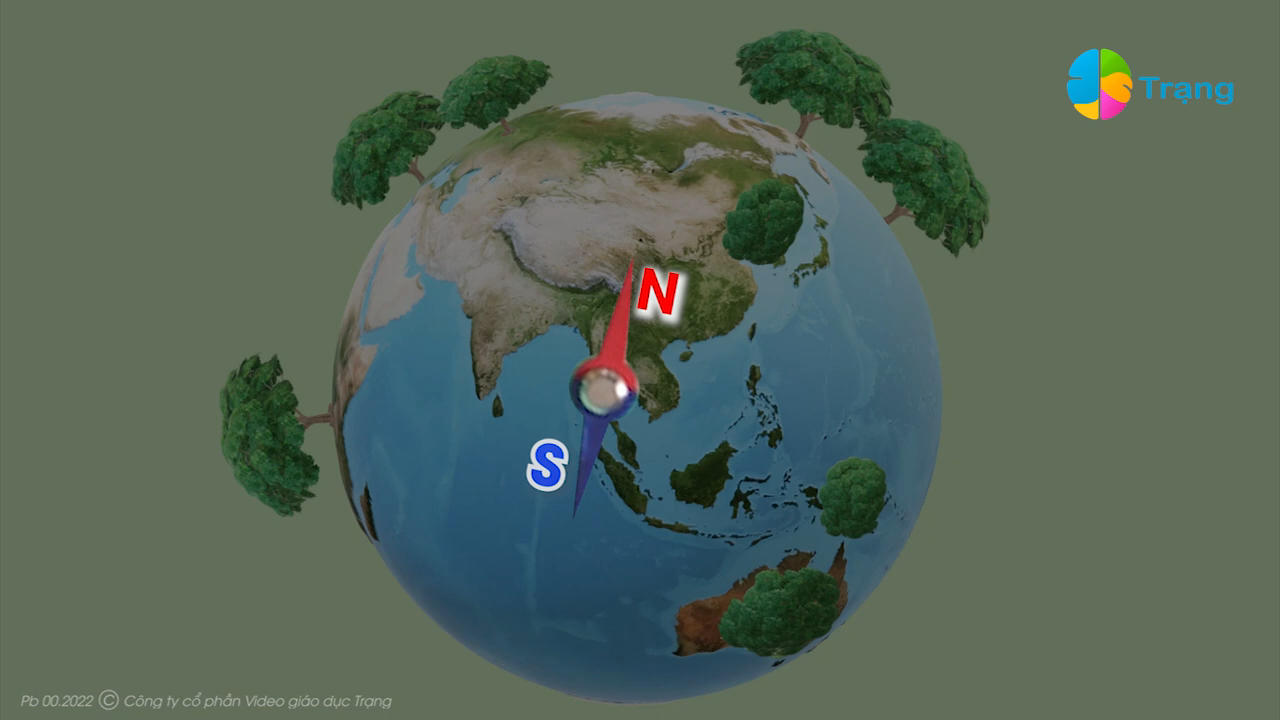 Trạng
N
S
Pb 00.2022 © Công ty cổ phần Video giáo dục Trạng